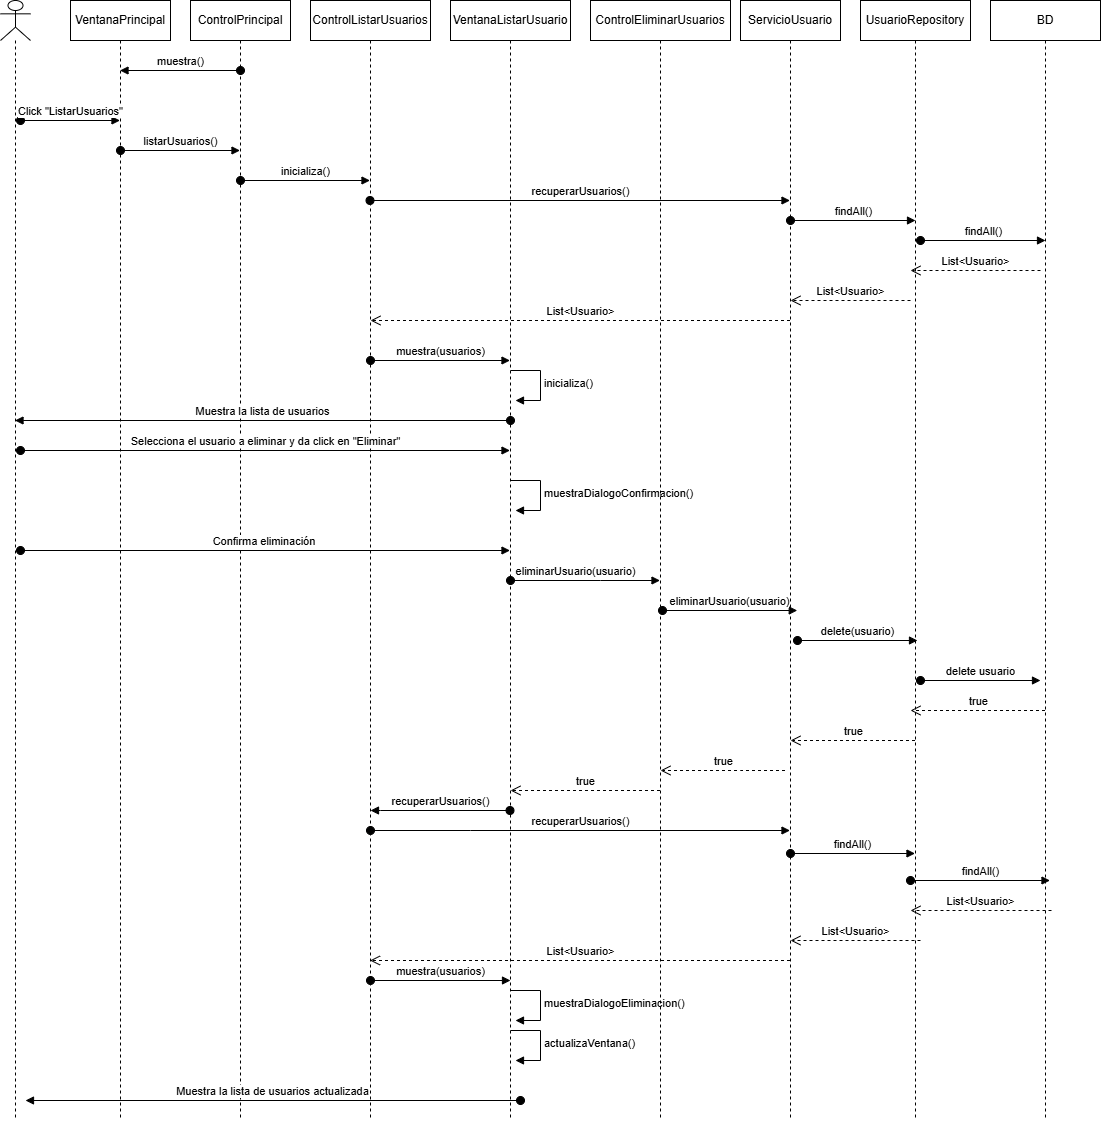 VentanaPrincipal
ControlPrincipal
ControlListarUsuarios
VentanaListarUsuario
ControlEliminarUsuarios
ServicioUsuario
UsuarioRepository
BD
muestra()
Click "ListarUsuarios"
listarUsuarios()
inicializa()
recuperarUsuarios()
findAll()
findAll()
List<Usuario>
List<Usuario>
List<Usuario>
muestra(usuarios)
inicializa()
Muestra la lista de usuarios
Selecciona el usuario a eliminar y da click en "Eliminar"
muestraDialogoConfirmacion()
Confirma eliminación
eliminarUsuario(usuario)
eliminarUsuario(usuario)
delete(usuario)
delete usuario
true
true
true
true
recuperarUsuarios()
recuperarUsuarios()
findAll()
findAll()
List<Usuario>
List<Usuario>
List<Usuario>
muestra(usuarios)
muestraDialogoEliminacion()
actualizaVentana()
Muestra la lista de usuarios actualizada